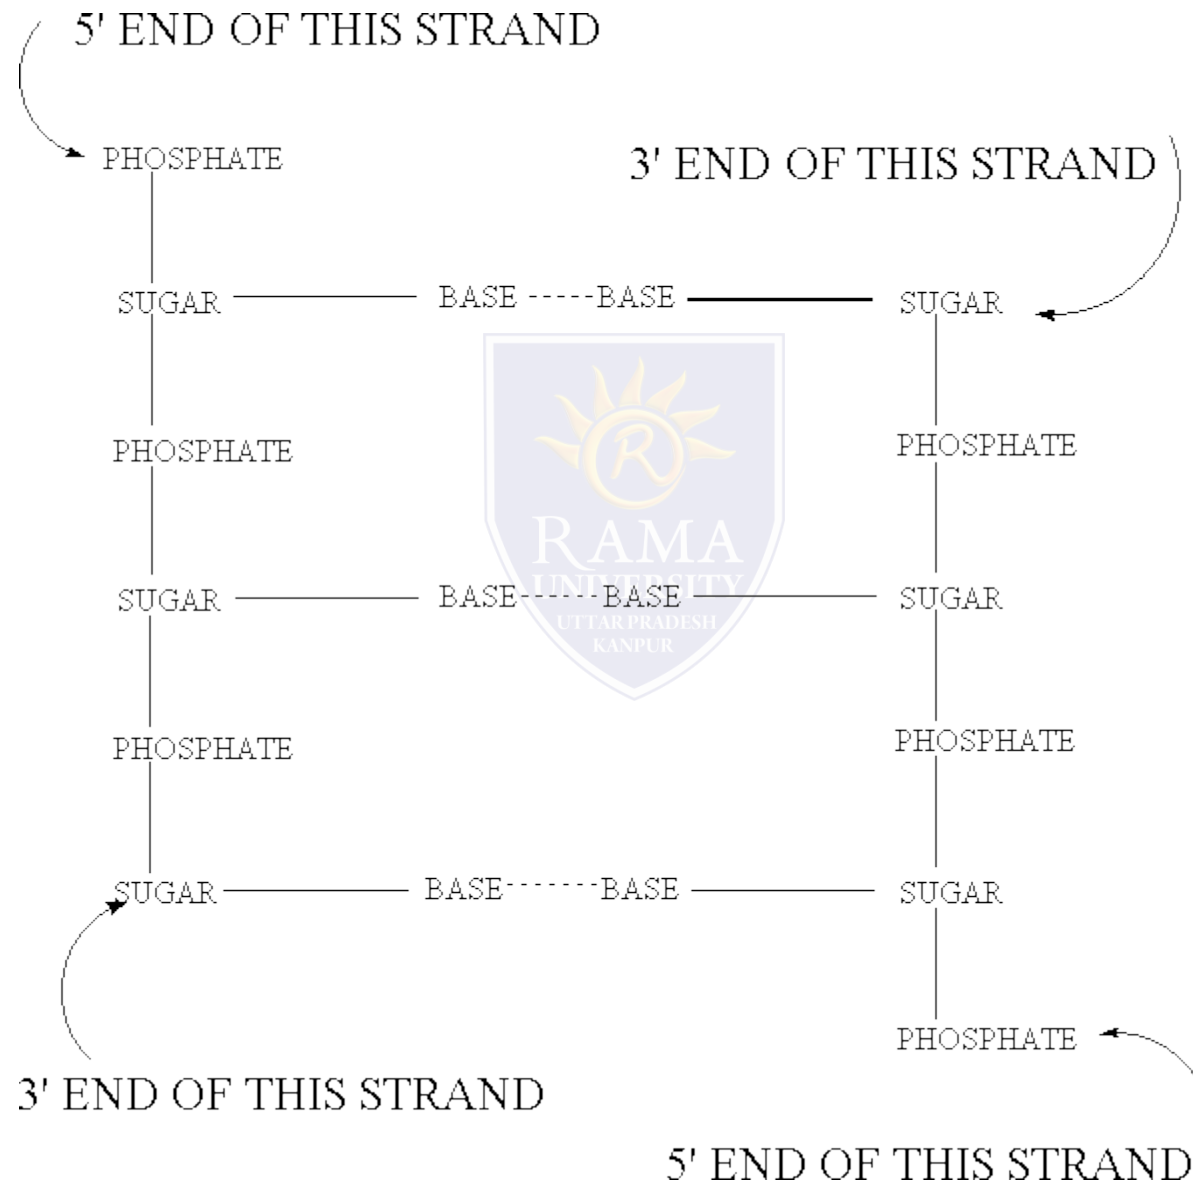 5' END OF THIS STRAND
PHOSPHATE
3' END OF THIS STRAND
SUGAR BASE -----BASE SUGAR
PHOSPHATE PHOSPHATE
R
RAMA
UNIVERSITY
SUGAR BASE------BASE SUGAR
UTTAR PRADESH
KANPUR
PHOSPHATE PHOSPHATE
SUGAR BASE-------BASE SUGAR
PHOSPHATE
3' END OF THIS STRAND
5' END OF THIS STRAND